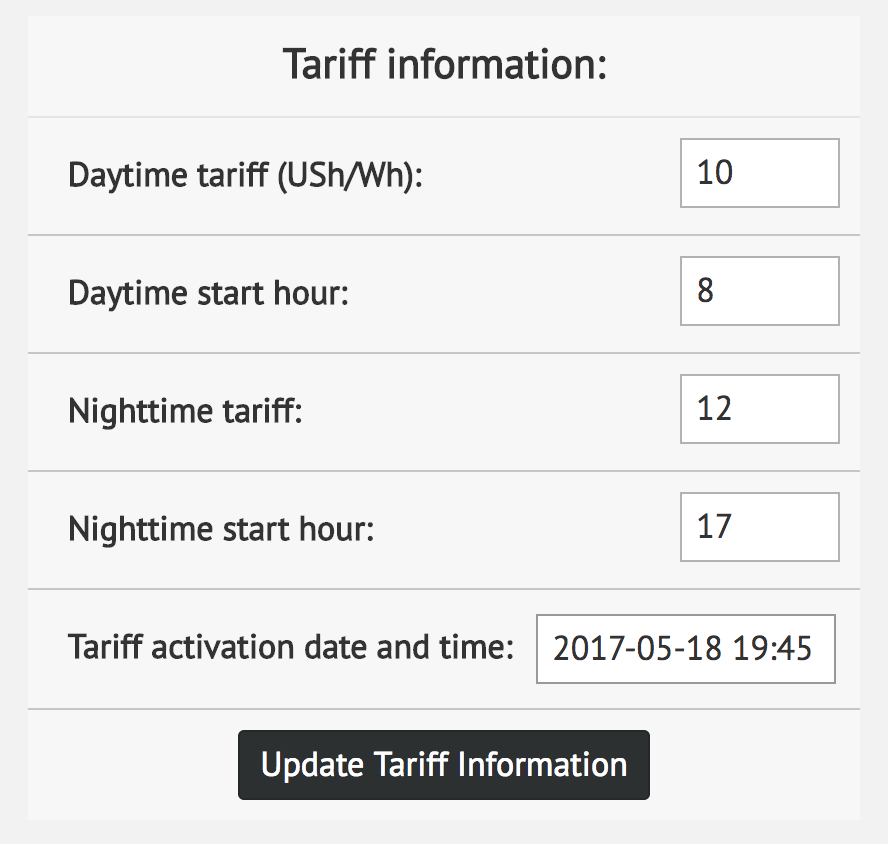 Tariff information:
Daytime tariff (USh/Wh): 10
Daytime start hour: 8
Nighttime tariff: 12
Nighttime start hour: 17
Tariff activation date and time: 2017-05-18 19:45
Update Tariff Information